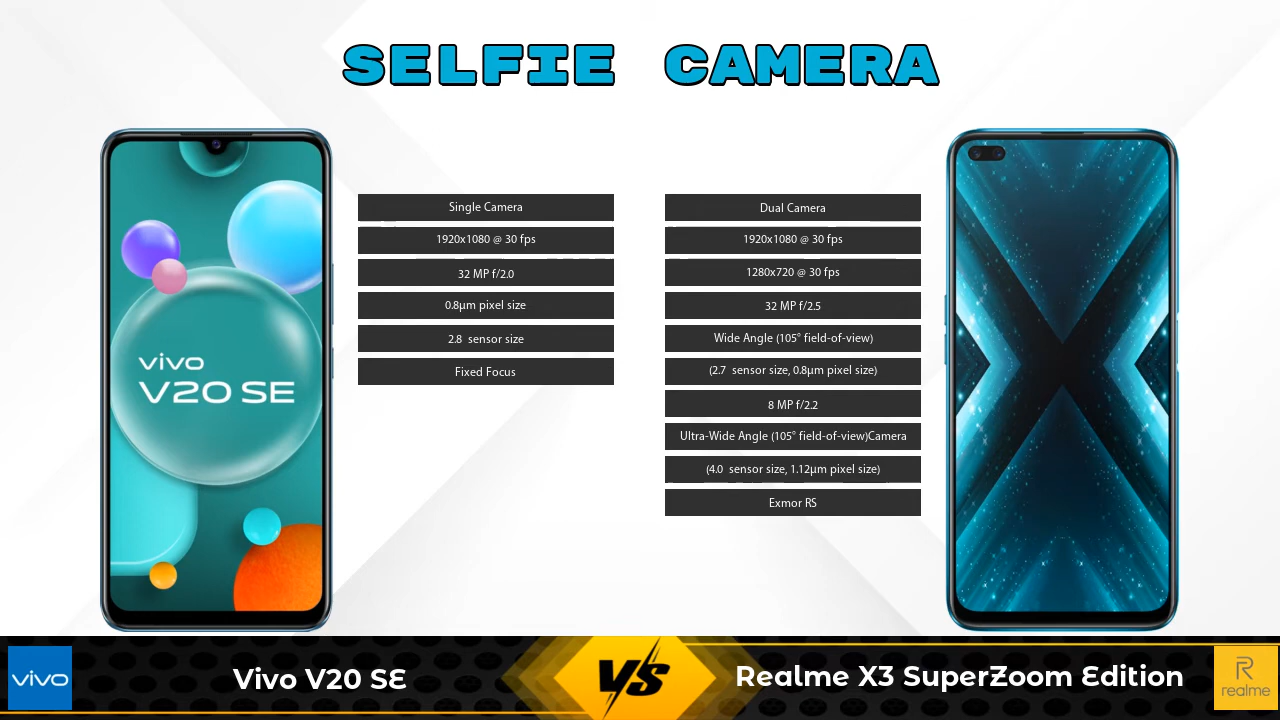 SELFIE CAMERA
vivo
V20 SE
Single Camera
1920x1080 @ 30 fps
32 MP f/2.0
0.8µm pixel size
2.8 sensor size
Fixed Focus
Dual Camera
1920x1080 @ 30 fps
1280x720 @ 30 fps
32 MP f/2.5
Wide Angle (105° field-of-view)
(2.7 sensor size, 0.8µm pixel size)
8 MP f/2.2
Ultra-Wide Angle (105° field-of-view)Camera
(4.0 sensor size, 1.12µm pixel size)
Exmor RS
vivo
Vivo V20 SE
VS
Realme X3 SuperZoom Edition
R
realme